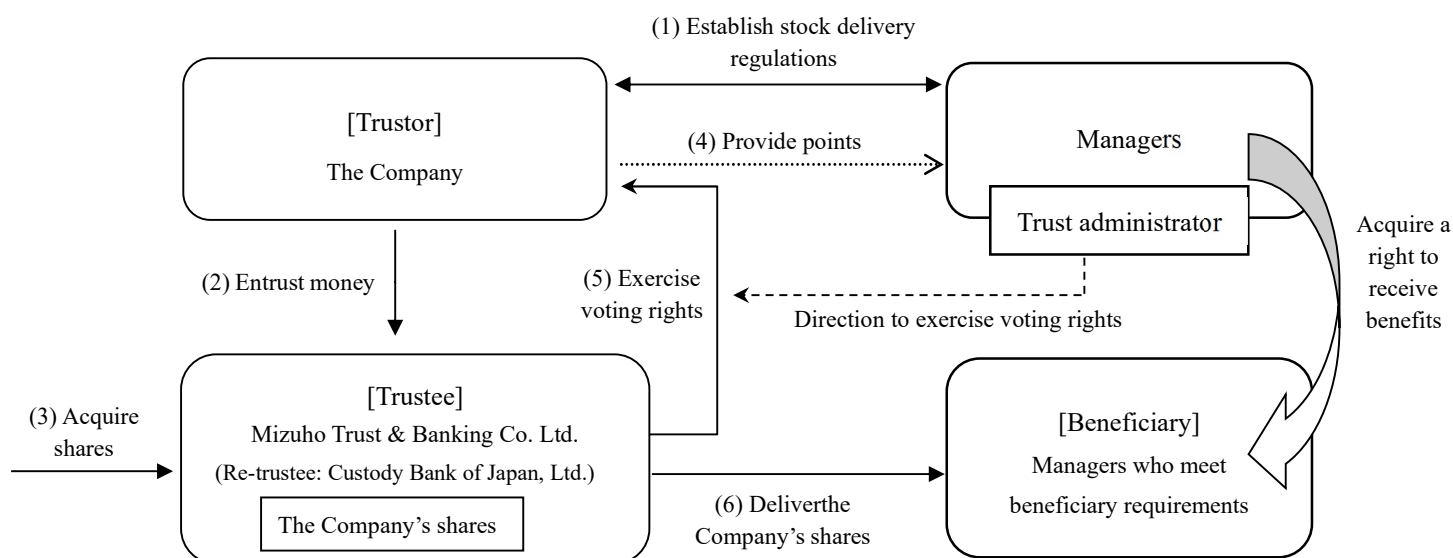 (1) Establish stock delivery
regulations
[Trustor]
The Company
(4) Provide points
Managers
Trust administrator
Acquire a
right to
receive
benefits
(2) Entrust money
(5) Exercise
voting rights
Direction to exercise voting rights
(3) Acquire
shares
[Trustee]
Mizuho Trust & Banking Co. Ltd.
(Re-trustee: Custody Bank of Japan, Ltd.)
The Company’s shares
(6) Deliverthe
Company’s shares
[Beneficiary]
Managers who meet
beneficiary requirements